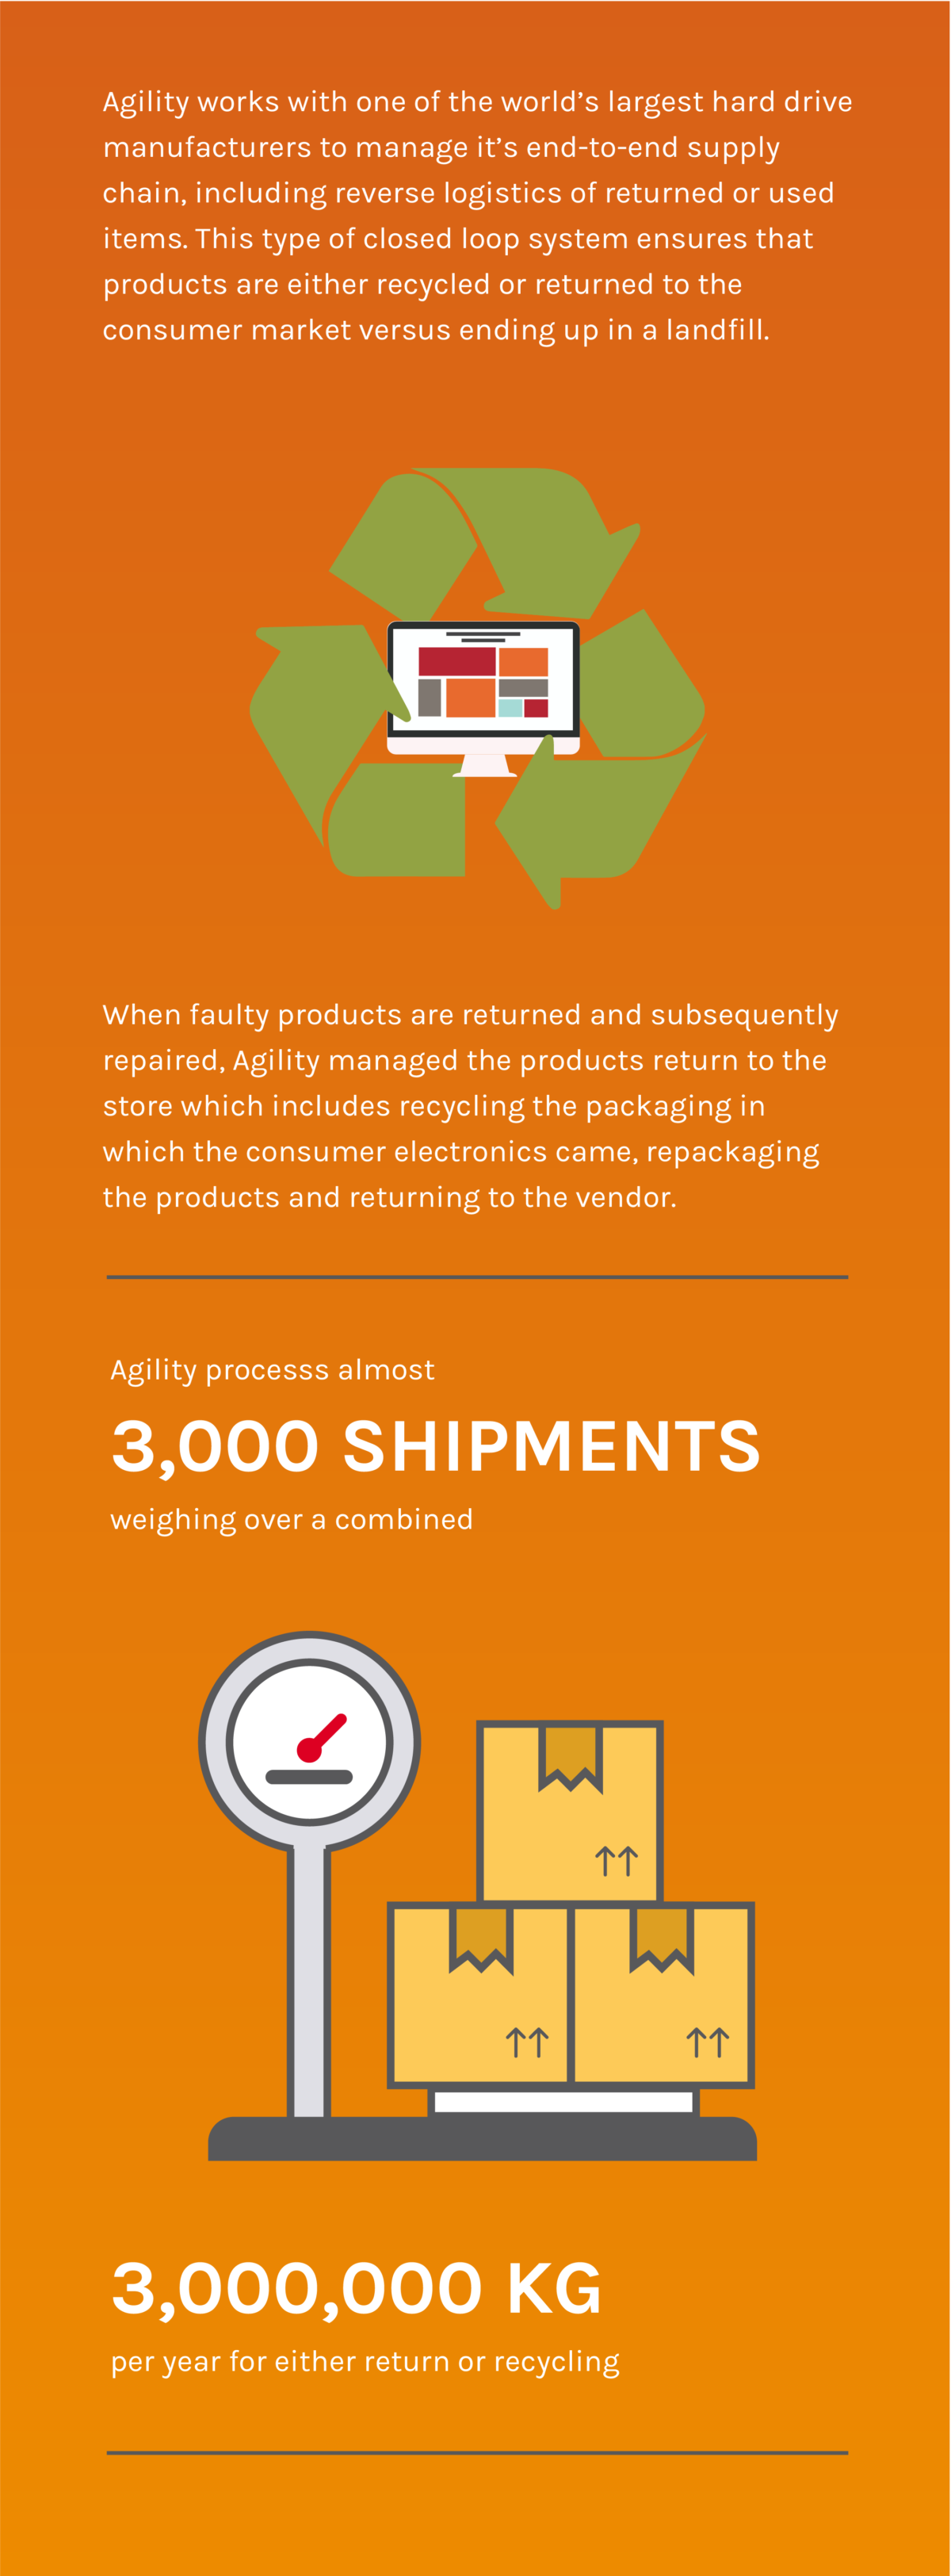 Agility works with one of the world’s largest hard drive
manufacturers to manage it’s end-to-end supply
chain, including reverse logistics of returned or used
items. This type of closed loop system ensures that
products are either recycled or returned to the
consumer market versus ending up in a landfill.
When faulty products are returned and subsequently
repaired, Agility managed the products return to the
store which includes recycling the packaging in
which the consumer electronics came, repackaging
the products and returning to the vendor.
Agility processs almost
3,000 SHIPMENTS
weighing over a combined
3,000,000 KG
per year for either return or recycling